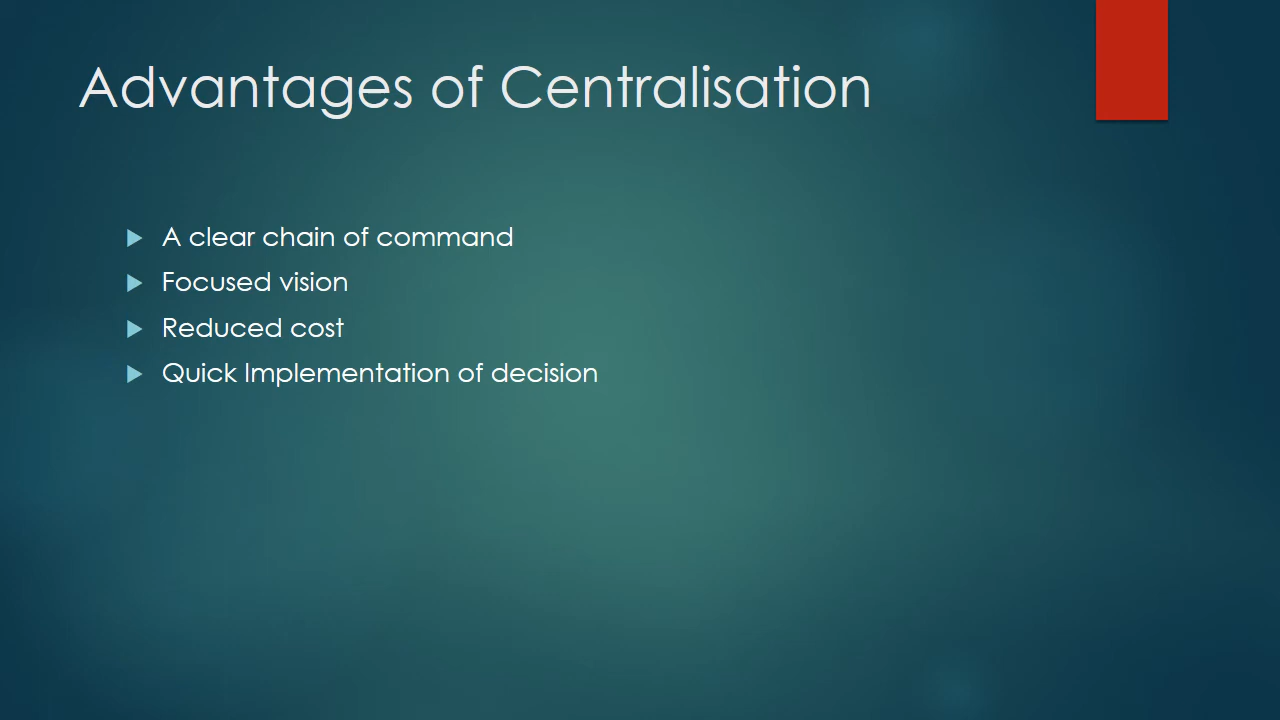 Advantages of Centralisation
A clear chain of command
Focused vision
Reduced cost
Quick Implementation of decision